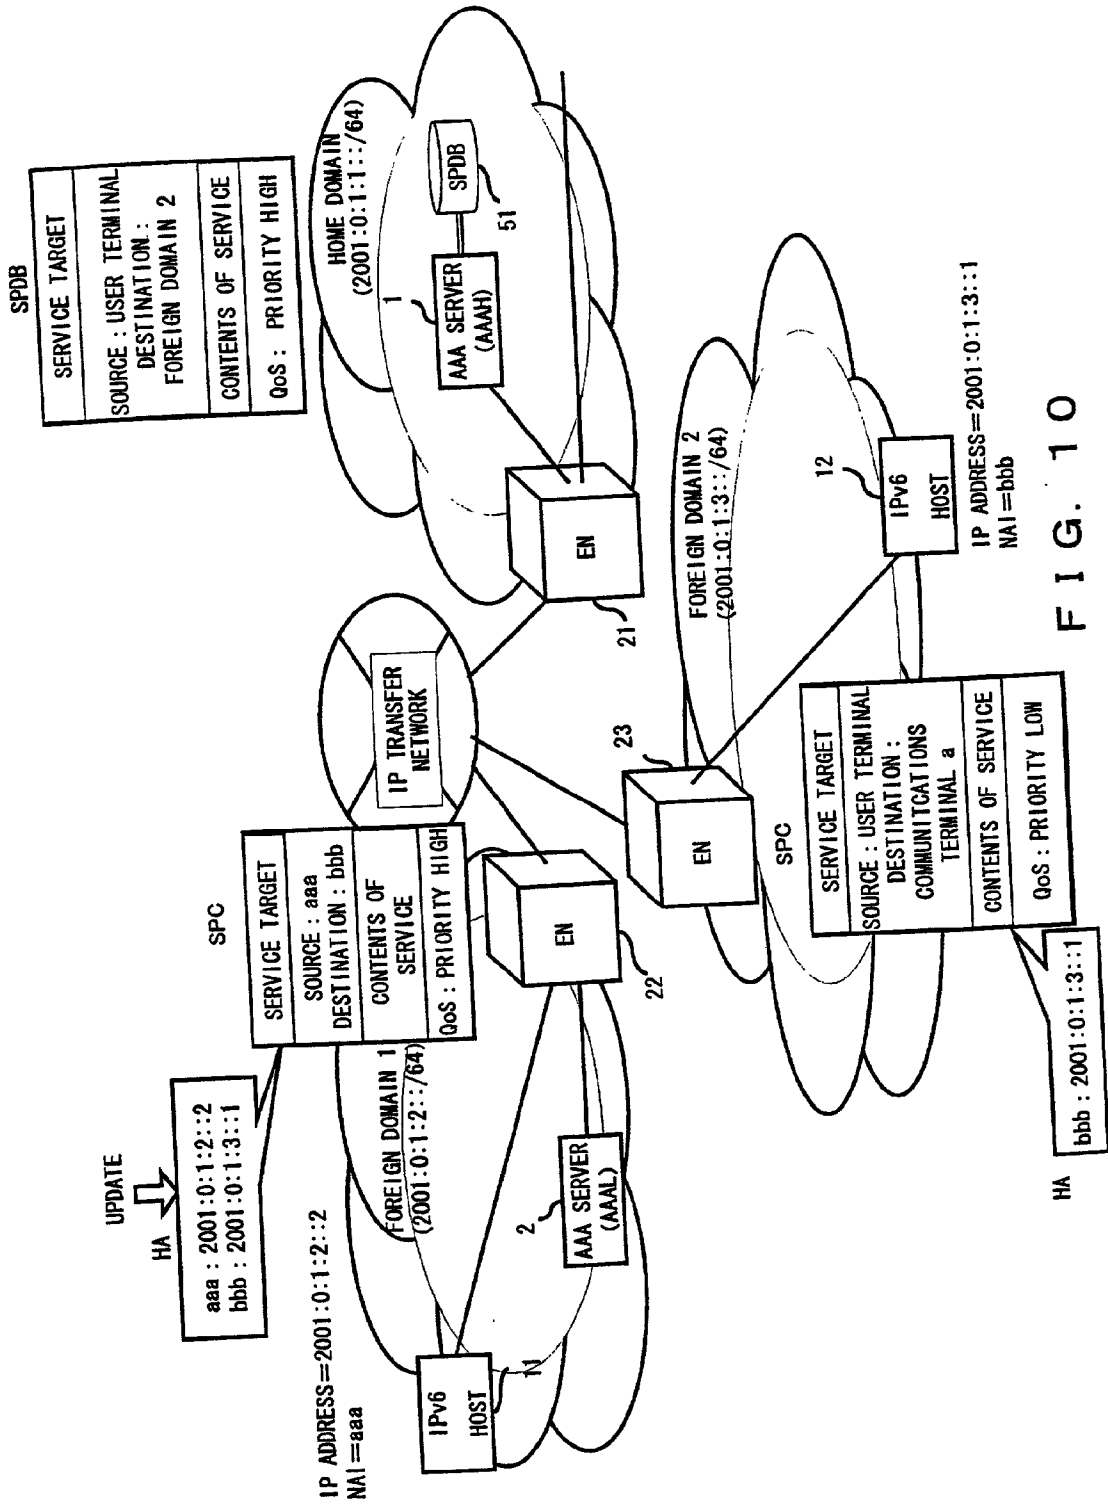 UPDATE
HA
aaa : 2001:0:1:2::2
bbb : 2001:0:1:3::1
SPC
SERVICE TARGET
SOURCE : aaa
DESTINATION : bbb
CONTENTS OF
SERVICE
QoS : PRIORITY HIGH
SPDB
SERVICE TARGET
SOURCE : USER TERMINAL
DESTINATION :
FOREIGN DOMAIN 2
CONTENTS OF SERVICE
QoS : PRIORITY HIGH
IP ADDRESS=2001:0:1:2::2
NAI=aaa
IPv6
HOST
11
FOREIGN DOMAIN 1
(2001:0:1:2::/64)
2
AAA SERVER
(AAAL)
EN
22
IP TRANSFER
NETWORK
HOME DOMAIN
(2001:0:1:1::/64)
1
AAA SERVER
(AAAH)
SPDB
51
EN
21
EN
23
FOREIGN DOMAIN 2
(2001:0:1:3::/64)
12
IPv6
HOST
IP ADDRESS=2001:0:1:3::1
NAI=bbb
SPC
SERVICE TARGET
SOURCE : USER TERMINAL
DESTINATION :
COMMUNITCATIONS
TERMINAL a
CONTENTS OF SERVICE
QoS : PRIORITY LOW
HA
bbb : 2001:0:1:3::1
FIG. 10